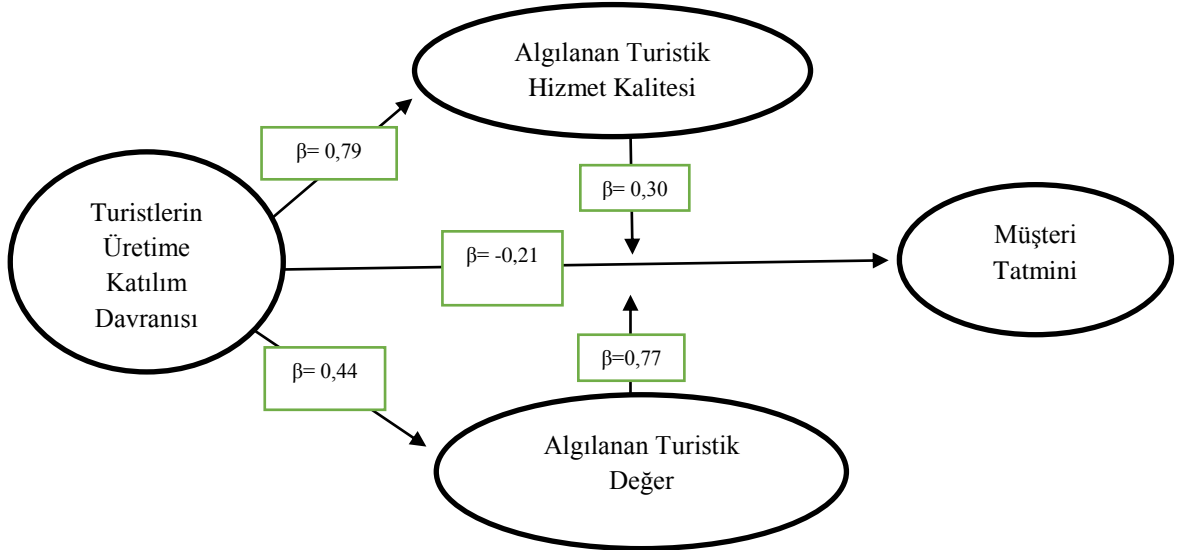 Algılanan Turistik
Hizmet Kalitesi
β= 0,79
β= 0,30
Turistlerin
Üretime
Katılım
Davranısı
β= -0,21
Müşteri
Tatmini
β= 0,44
β=0,77
Algılanan Turistik
Değer